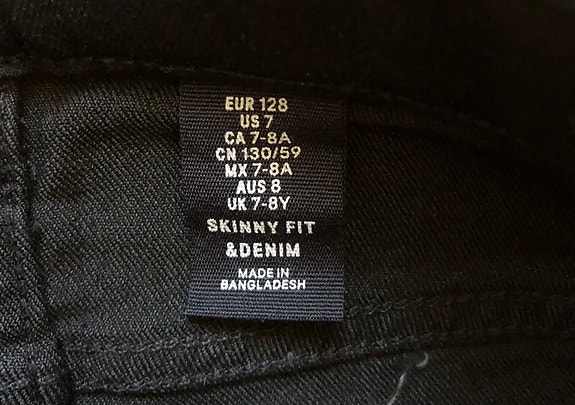 EUR 128
US 7
CA 7-8A
CN 130/59
MX 7-8A
AUS 8
UK 7-8Y
SKINNY FIT
&DENIM
MADE IN
BANGLADESH